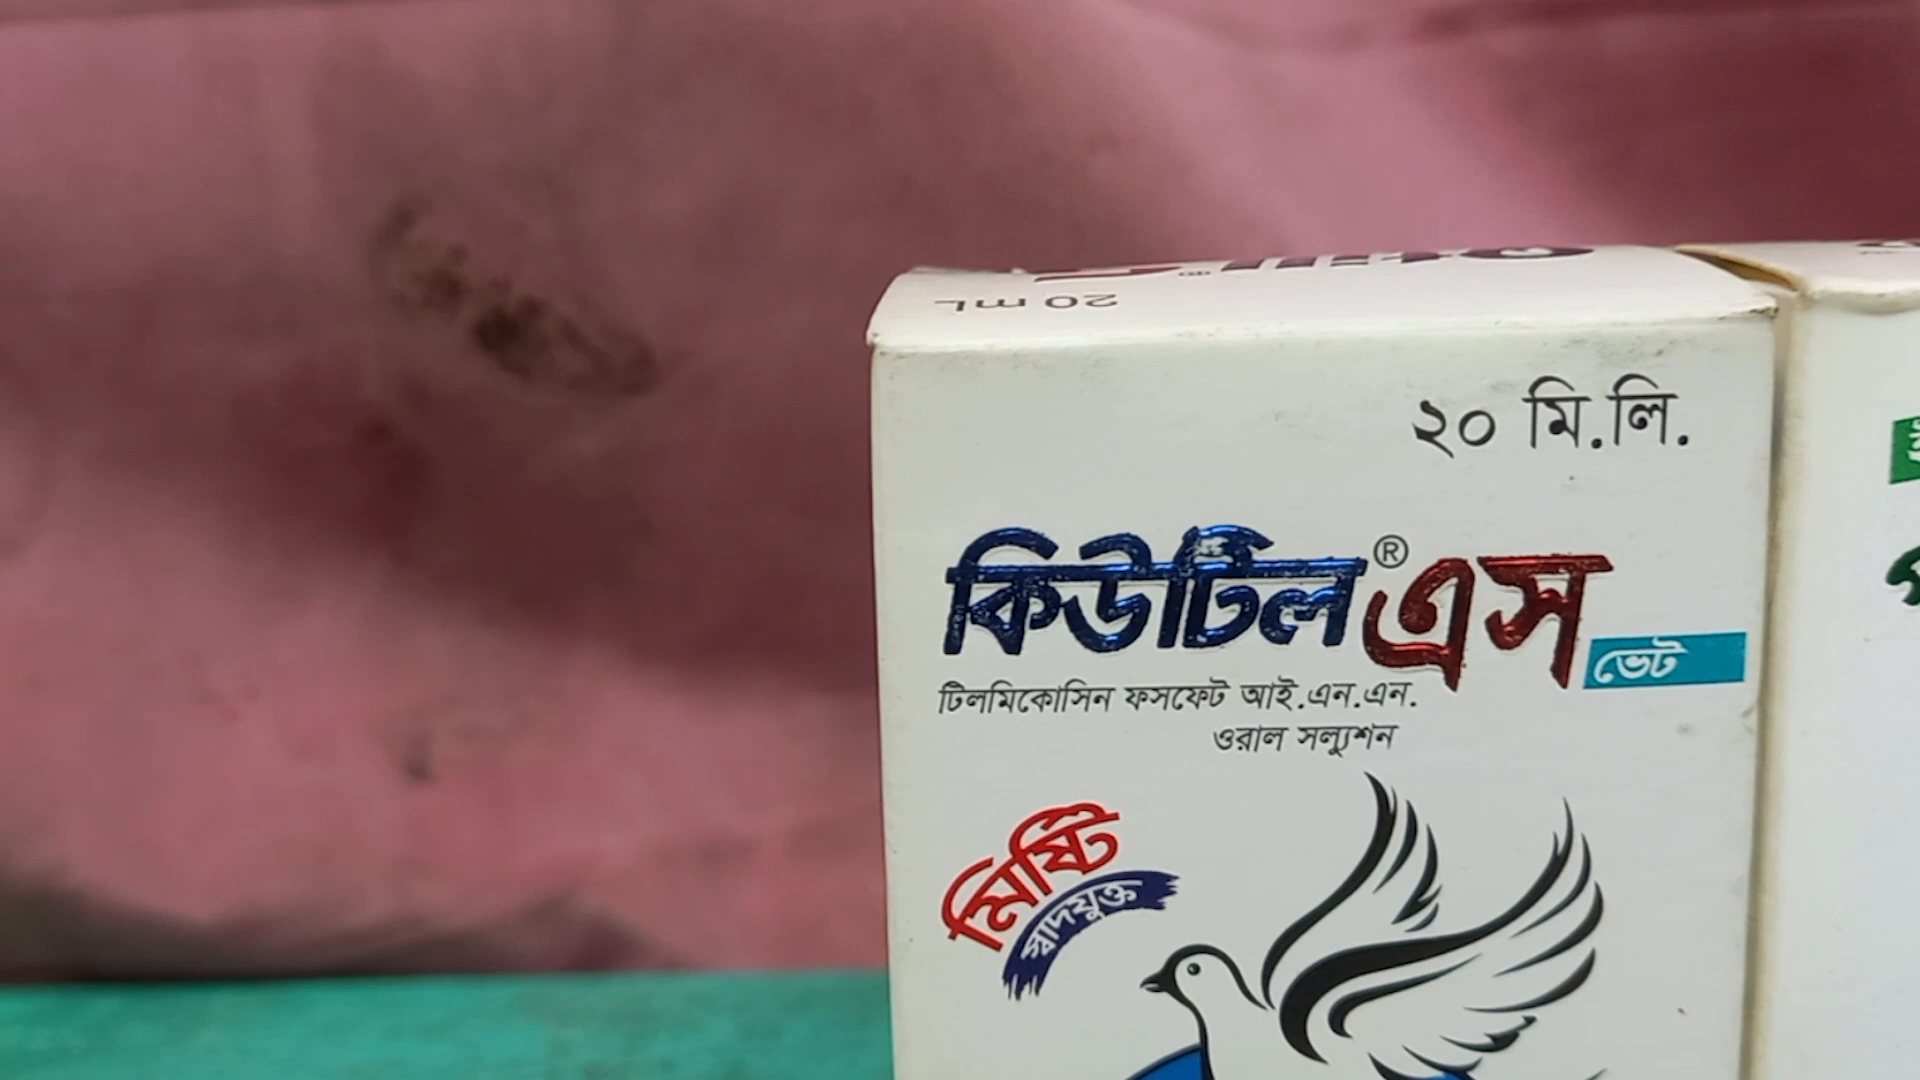 20 mL
২০ মি.লি.
কিউটিল® এস ভেট
টিলমিকোসিন ফসফেট আই.এন.এন.
ওরাল সল্যুশন
মিষ্টি
স্বাদযুক্ত